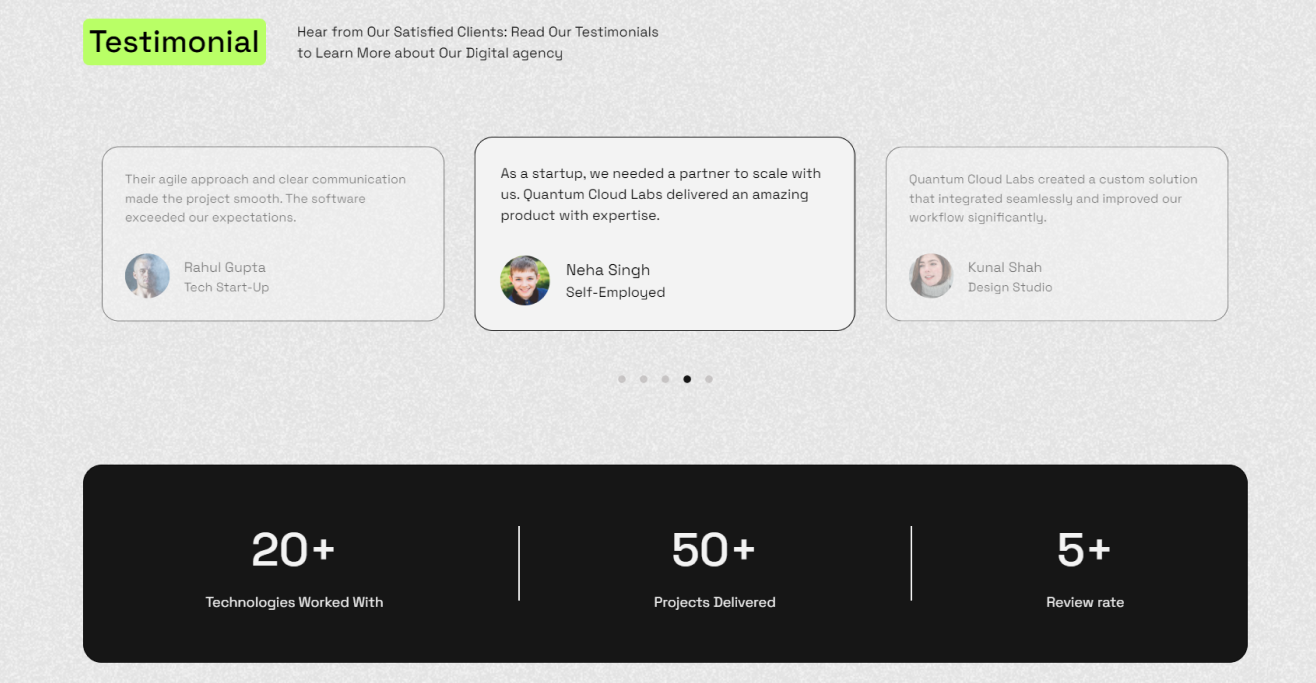 Testimonial
Hear from Our Satisfied Clients: Read Our Testimonials
to Learn More about Our Digital agency
Their agile approach and clear communication
made the project smooth. The software
exceeded our expectations.
Rahul Gupta
Tech Start-Up
As a startup, we needed a partner to scale with
us. Quantum Cloud Labs delivered an amazing
product with expertise.
Neha Singh
Self-Employed
Quantum Cloud Labs created a custom solution
that integrated seamlessly and improved our
workflow significantly.
Kunal Shah
Design Studio
20+
Technologies Worked With
50+
Projects Delivered
5+
Review rate